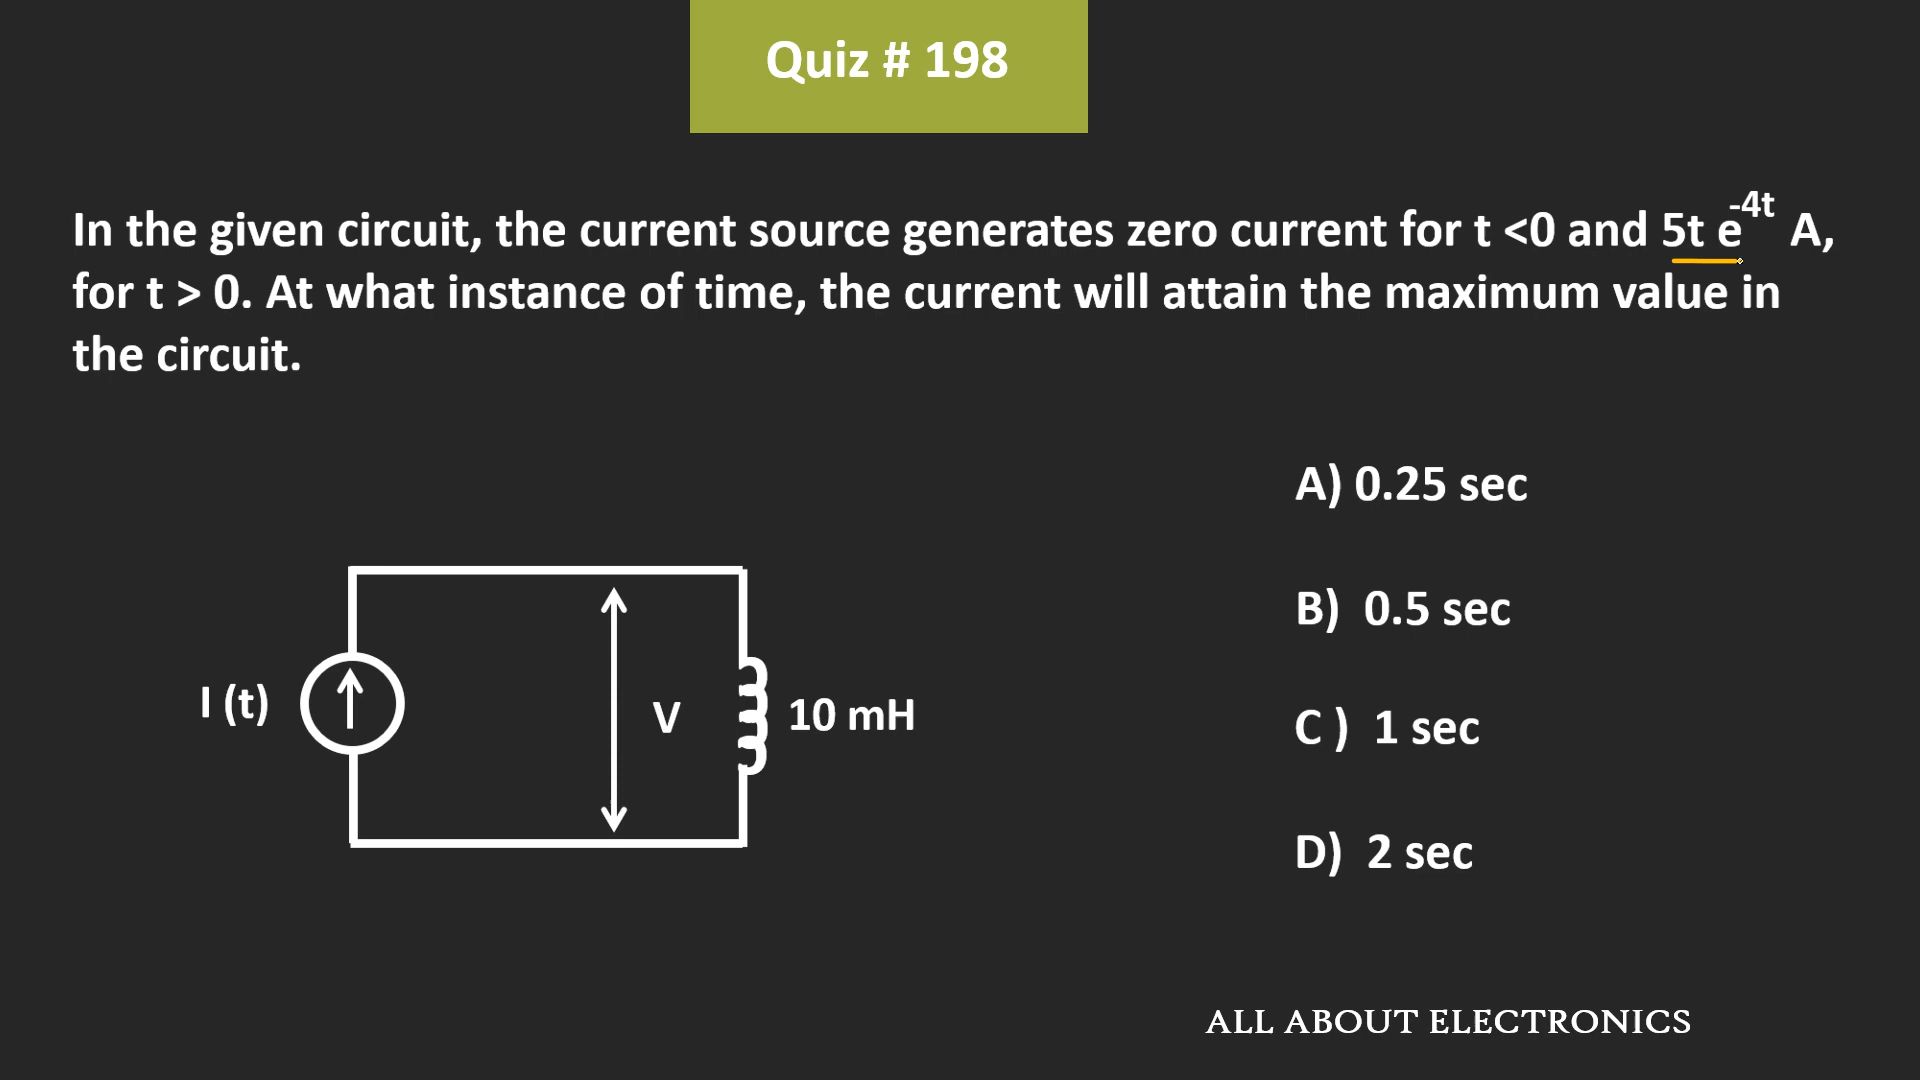 Quiz # 198
In the given circuit, the current source generates zero current for t <0 and 5t e⁻⁴ᵗ A,
for t > 0. At what instance of time, the current will attain the maximum value in
the circuit.
A) 0.25 sec
B) 0.5 sec
I (t)
V
10 mH
C ) 1 sec
D) 2 sec
ALL ABOUT ELECTRONICS